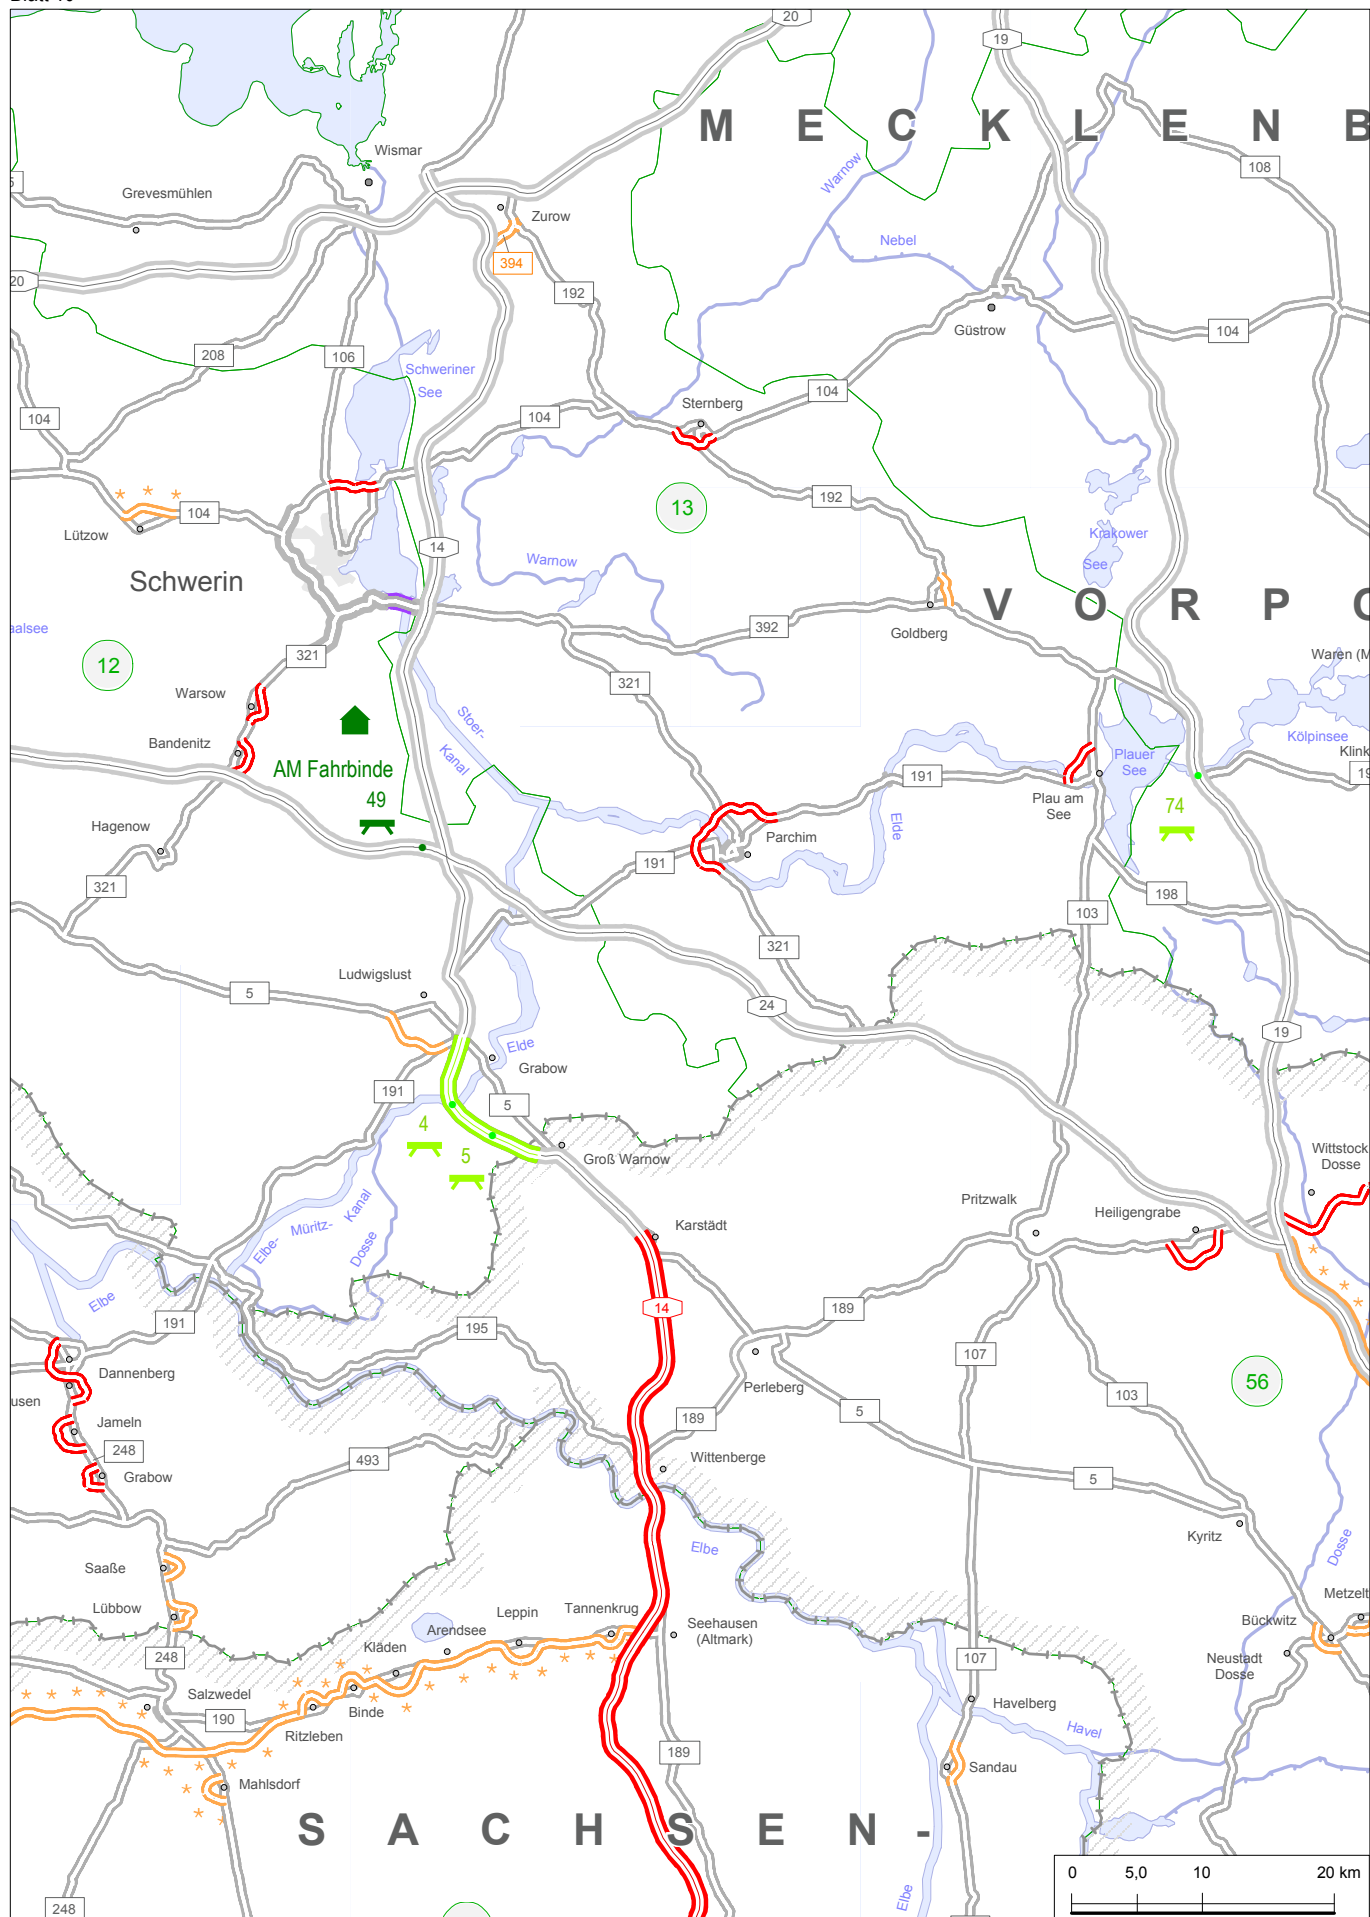 20
19
M E C K L E N B
Wismar
108
Warnow
Grevesmühlen
Zurow
Nebel
394
20
192
Güstrow
104
208
106
Schweriner
See
104
104
104
Sternberg
192
13
104
Lützow
Krakower
See
14
Warnow
Schwerin
V O R P
Goldberg
392
aalsee
321
Waren (M
12
321
Warsow
Stoer-
Kanal
Bandenitz
Kölpinsee
Plauer
See
Klink
19
AM Fahrbinde
49
191
Plau am
See
74
Hagenow
Elde
Parchim
191
321
198
103
321
Ludwigslust
5
24
19
Elde
Grabow
191
5
4
5
Groß Warnow
Wittstock
Dosse
Pritzwalk
Heiligengrabe
Karstädt
Elbe-
Müritz-
Kanal
Dosse
Elbe
14
189
191
195
107
Dannenberg
Perleberg
56
103
usen
5
189
Jameln
248
493
Wittenberge
5
Grabow
Kyritz
Elbe
Dosse
Saaße
Metzelt
Lübbow
Leppin
Tannenkrug
Seehausen
(Altmark)
Bückwitz
Arendsee
Kläden
248
107
Neustadt
Dosse
Salzwedel
Havelberg
Binde
190
Ritzleben
Havel
189
Sandau
Mahlsdorf
S A C H S E N -
0 5,0 10 20 km
Elbe
248